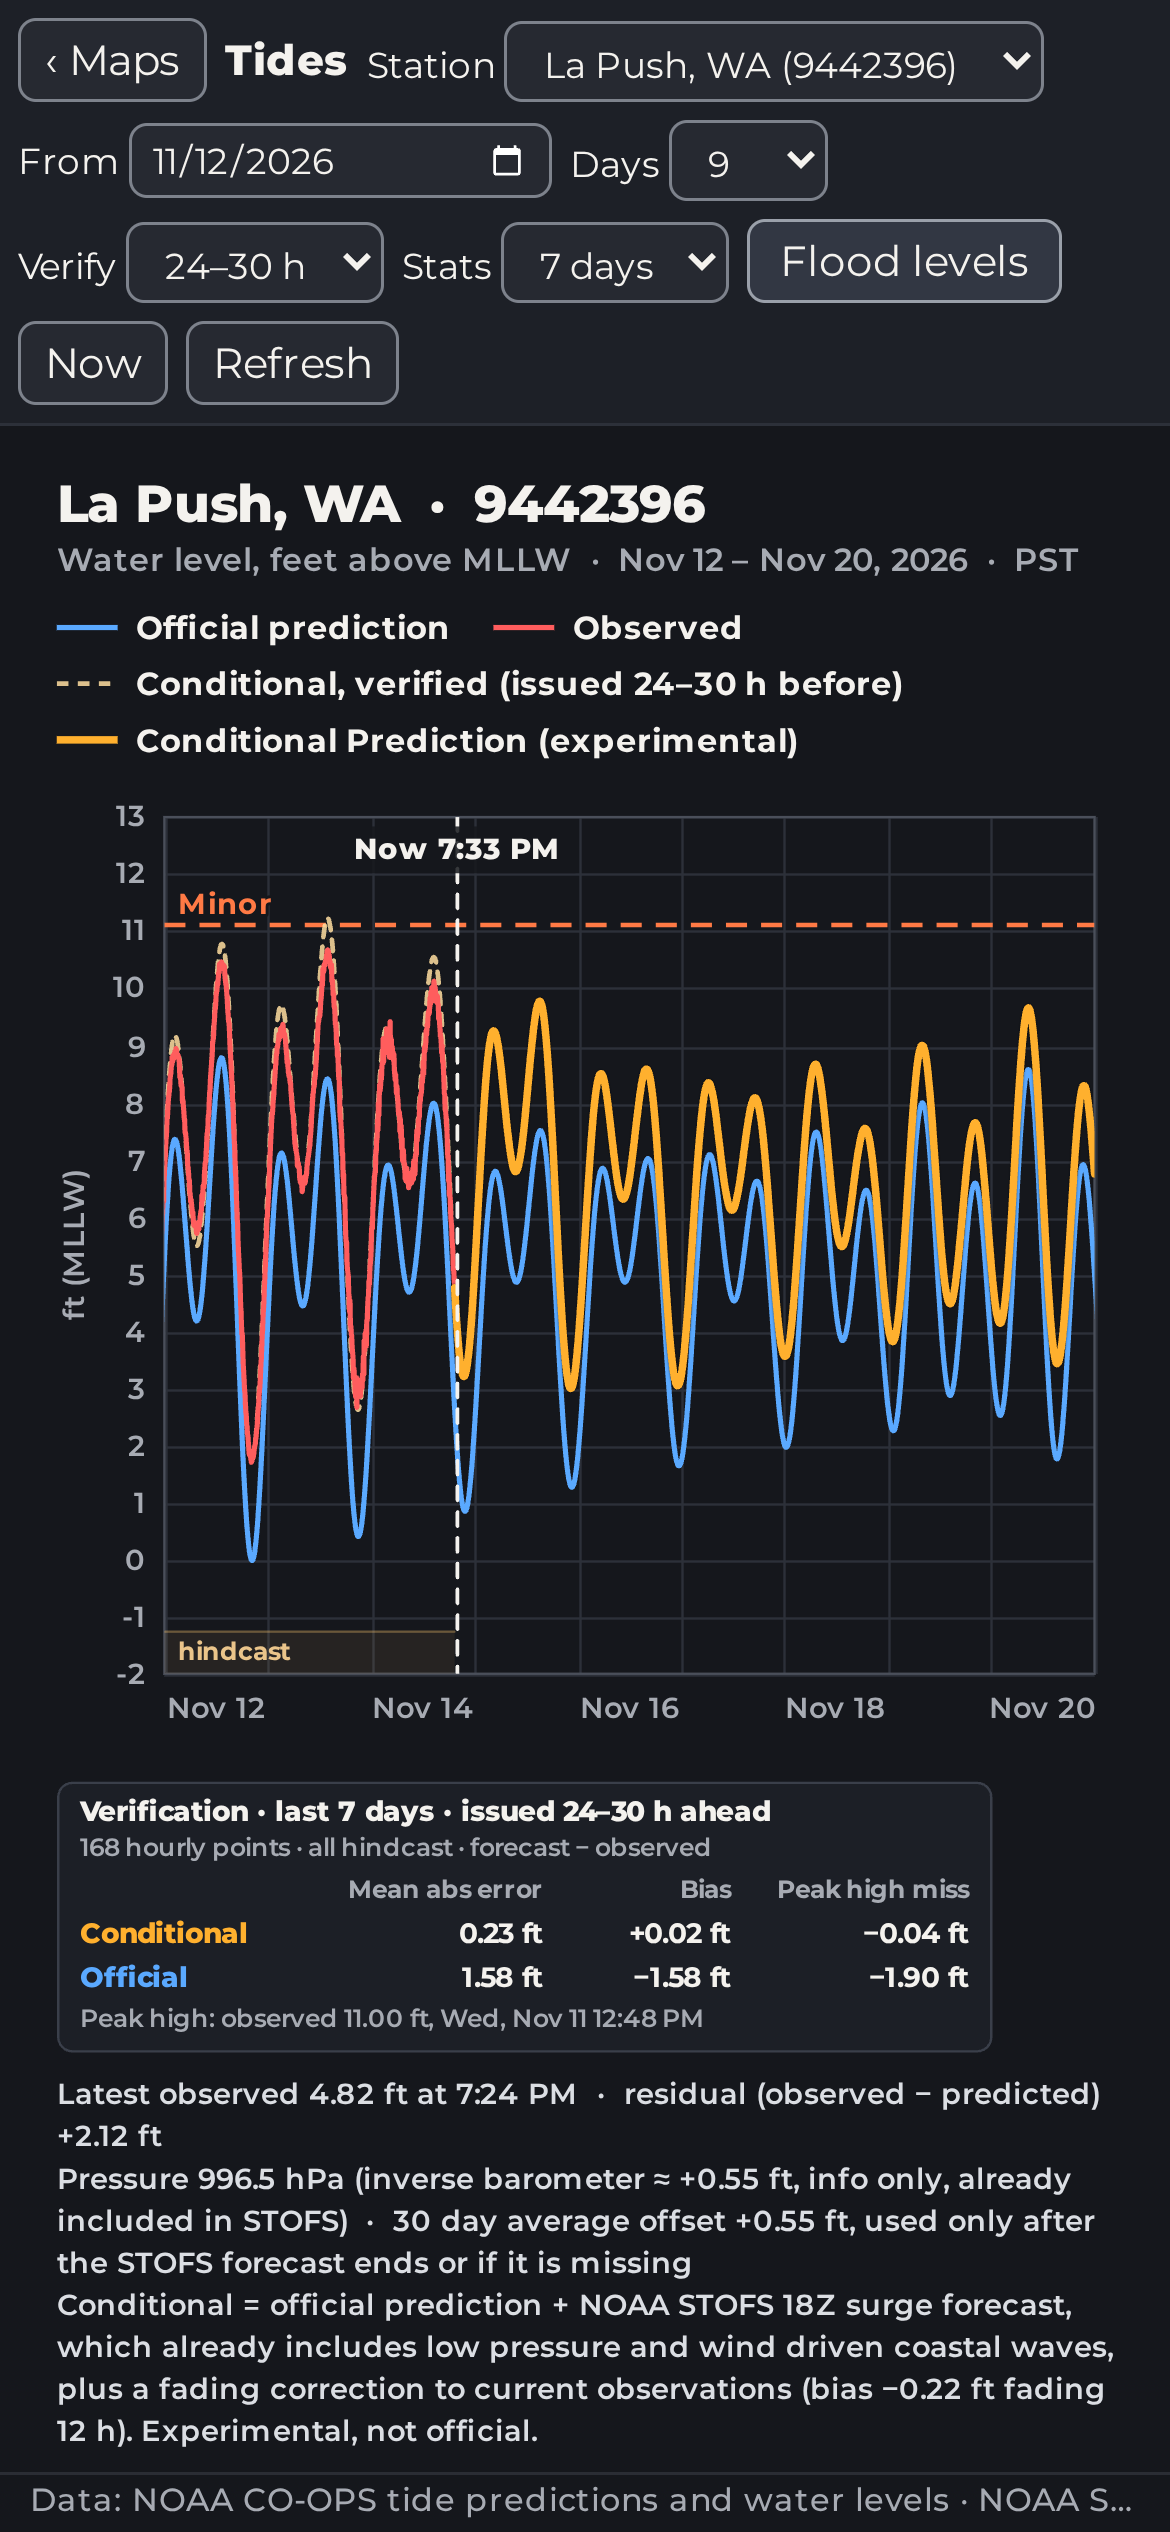 ‹ Maps Tides Station La Push, WA (9442396)
From 11/12/2026 Days 9
Verify 24–30 h Stats 7 days Flood levels
Now Refresh
La Push, WA · 9442396
Water level, feet above MLLW · Nov 12 – Nov 20, 2026 · PST
Official prediction Observed
Conditional, verified (issued 24–30 h before)
Conditional Prediction (experimental)
13
Now 7:33 PM
12
Minor
11
10
9
8
7
6
5
4
3
2
1
0
-1
-2
ft (MLLW)
hindcast
Nov 12 Nov 14 Nov 16 Nov 18 Nov 20
Verification · last 7 days · issued 24–30 h ahead
168 hourly points · all hindcast · forecast − observed
Mean abs error Bias Peak high miss
Conditional 0.23 ft +0.02 ft −0.04 ft
Official 1.58 ft −1.58 ft −1.90 ft
Peak high: observed 11.00 ft, Wed, Nov 11 12:48 PM
Latest observed 4.82 ft at 7:24 PM · residual (observed − predicted)
+2.12 ft
Pressure 996.5 hPa (inverse barometer ≈ +0.55 ft, info only, already
included in STOFS) · 30 day average offset +0.55 ft, used only after
the STOFS forecast ends or if it is missing
Conditional = official prediction + NOAA STOFS 18Z surge forecast,
which already includes low pressure and wind driven coastal waves,
plus a fading correction to current observations (bias −0.22 ft fading
12 h). Experimental, not official.
Data: NOAA CO-OPS tide predictions and water levels · NOAA S...